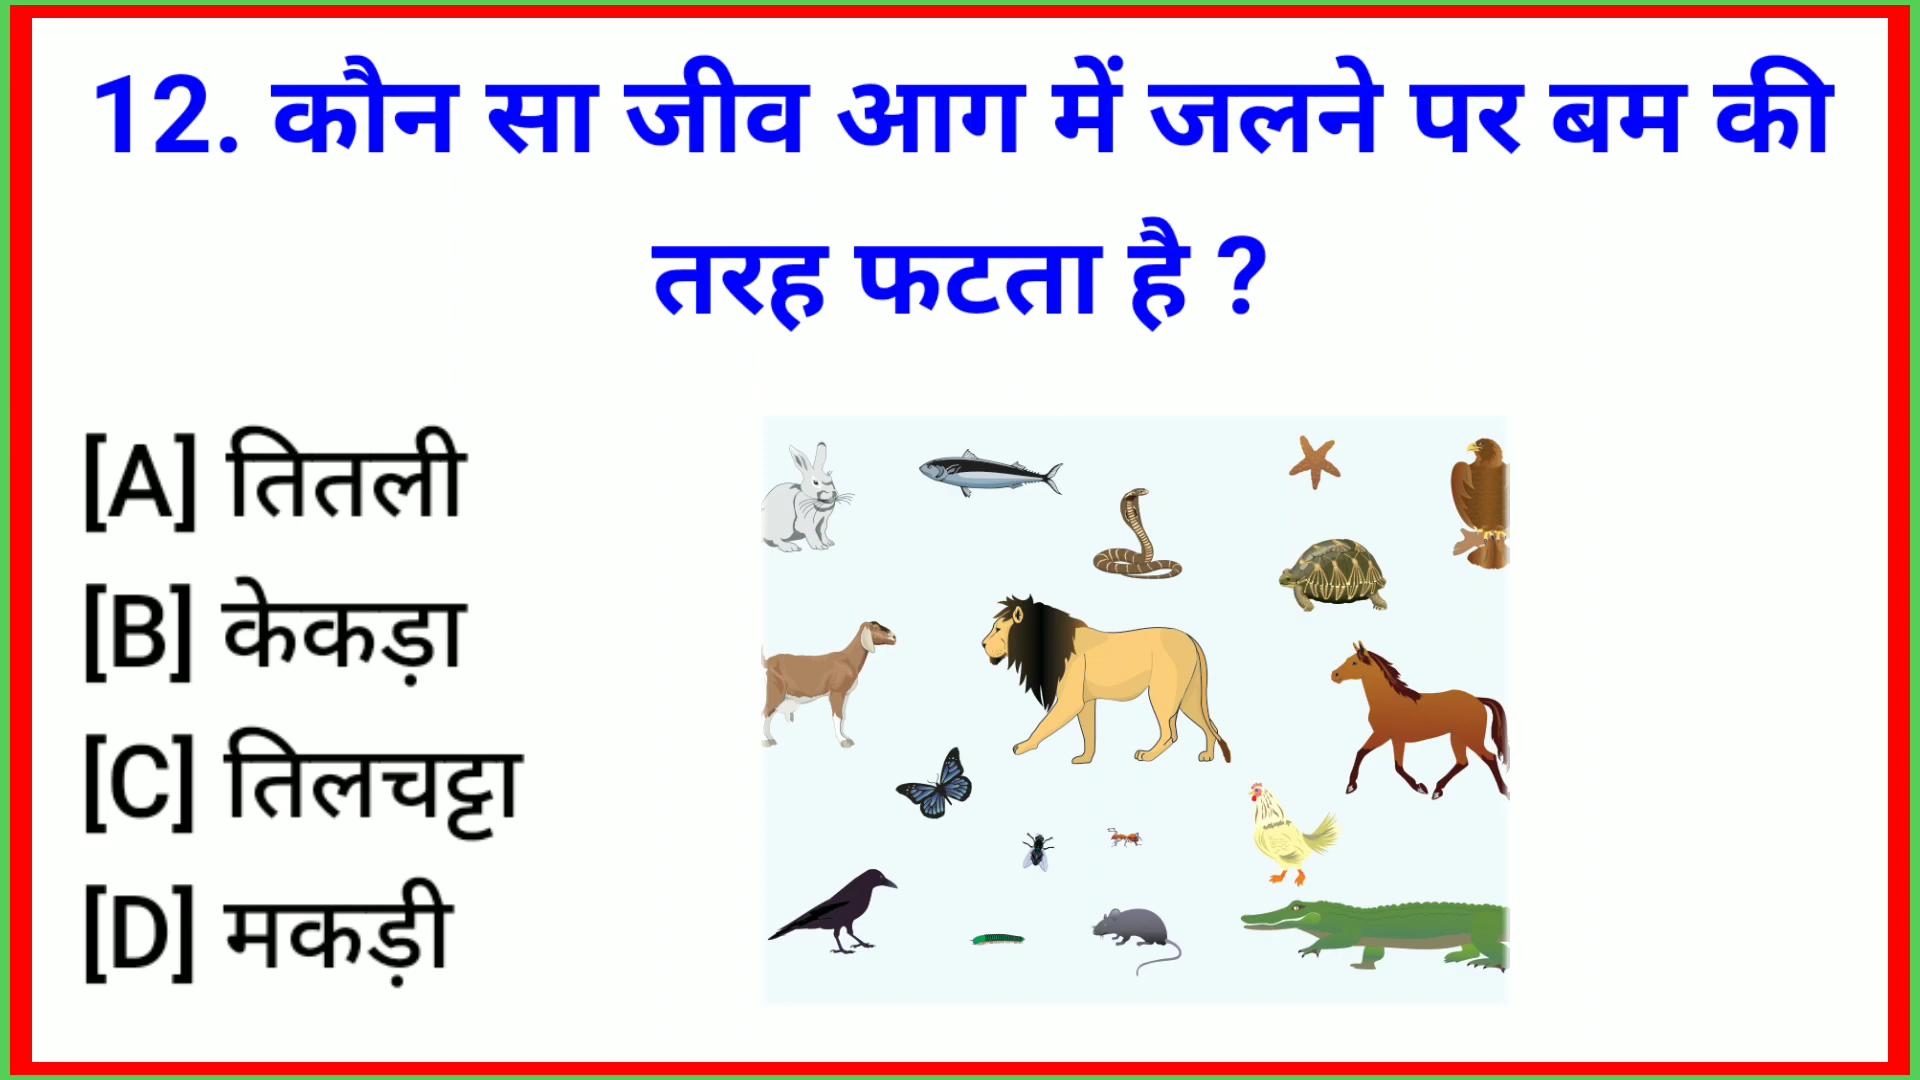 12. कौन सा जीव आग में जलने पर बम की
तरह फटता है ?
[A] तितली
[B] केकड़ा
[C] तिलचट्टा
[D] मकड़ी